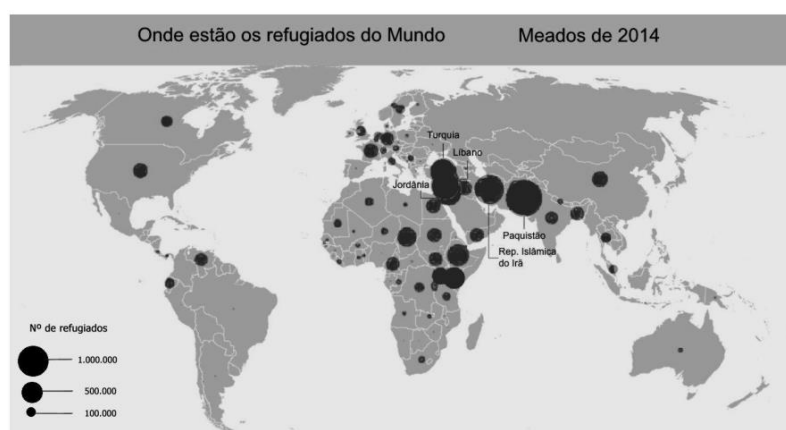 Onde estão os refugiados do Mundo Meados de 2014
Turquia
Líbano
Jordânia
Paquistão
Rep. Islâmica
do Irã
Nº de refugiados
1.000.000
500.000
100.000